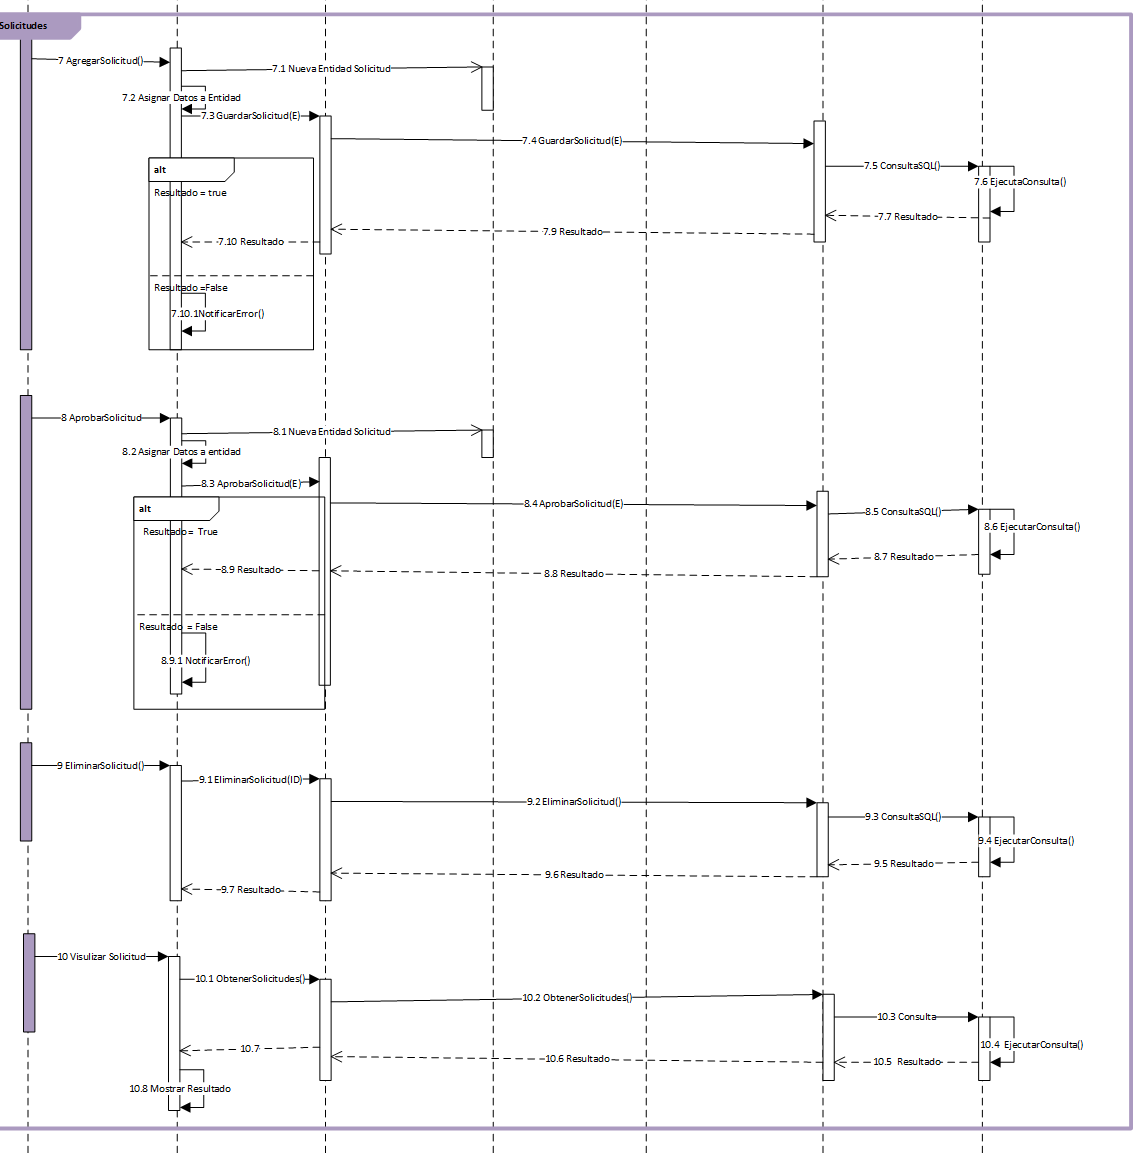 Solicitudes
7 AgregarSolicitud()
7.1 Nueva Entidad Solicitud
7.2 Asignar Datos a Entidad
7.3 GuardarSolicitud(E)
7.4 GuardarSolicitud(E)
7.5 ConsultaSQL()
7.6 EjecutaConsulta()
alt
Resultado = true
7.7 Resultado
7.9 Resultado
7.10 Resultado
Resultado =False
7.10.1NotificarError()
8 AprobarSolicitud
8.1 Nueva Entidad Solicitud
8.2 Asignar Datos a entidad
8.3 AprobarSolicitud(E)
8.4 AprobarSolicitud(E)
8.5 ConsultaSQL()
8.6 EjecutarConsulta()
alt
Resultado = True
8.7 Resultado
8.8 Resultado
8.9 Resultado
Resultado = False
8.9.1 NotificarError()
9 EliminarSolicitud()
9.1 EliminarSolicitud(ID)
9.2 EliminarSolicitud()
9.3 ConsultaSQL()
9.4 EjecutarConsulta()
9.5 Resultado
9.6 Resultado
9.7 Resultado
10 Visulizar Solicitud
10.1 ObtenerSolicitudes()
10.2 ObtenerSolicitudes()
10.3 Consulta
10.4 EjecutarConsulta()
10.5 Resultado
10.6 Resultado
10.7
10.8 Mostrar Resultado